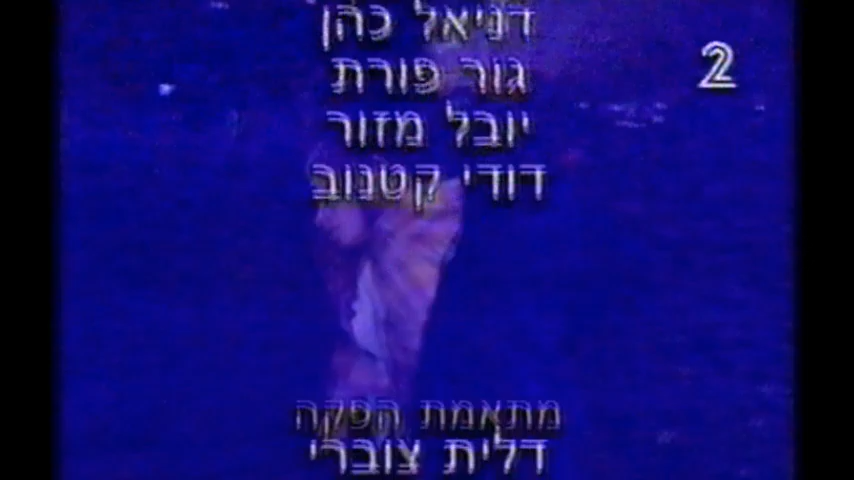 דניאל כהן
2
גור פורת
יובל מזור
דודי קטנוב
מתאמת הפקה
דלית צוברי